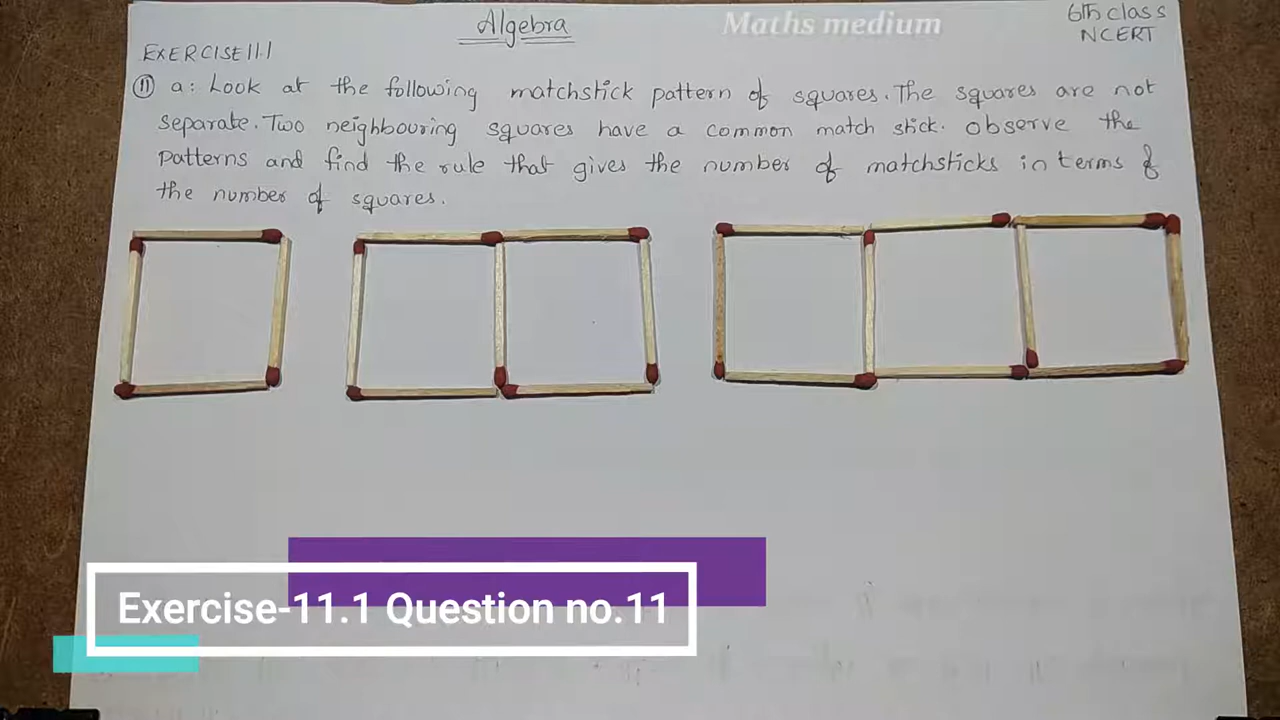 Algebra
Maths medium
6th class
NCERT
EXERCISE 11.1
11 a: Look at the following matchstick pattern of squares. The squares are not
separate. Two neighbouring squares have a common match stick. Observe the
Patterns and find the rule that gives the number of matchsticks in terms of
the number of squares.
Exercise-11.1 Question no.11